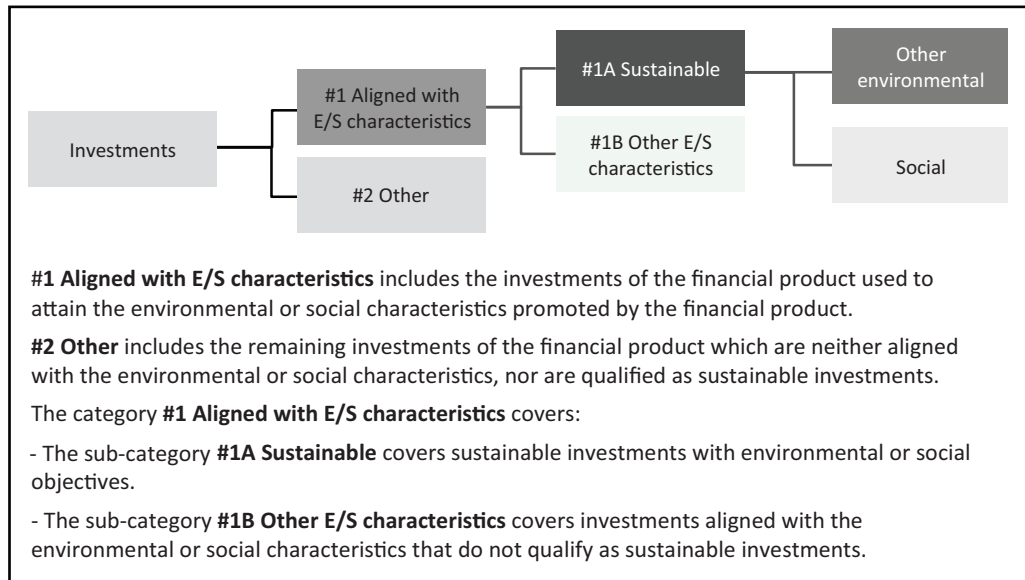 Investments
#1 Aligned with
E/S characteristics
#2 Other
#1A Sustainable
#1B Other E/S
characteristics
Other
environmental
Social
#1 Aligned with E/S characteristics includes the investments of the financial product used to
attain the environmental or social characteristics promoted by the financial product.
#2 Other includes the remaining investments of the financial product which are neither aligned
with the environmental or social characteristics, nor are qualified as sustainable investments.
The category #1 Aligned with E/S characteristics covers:
- The sub-category #1A Sustainable covers sustainable investments with environmental or social
objectives.
- The sub-category #1B Other E/S characteristics covers investments aligned with the
environmental or social characteristics that do not qualify as sustainable investments.